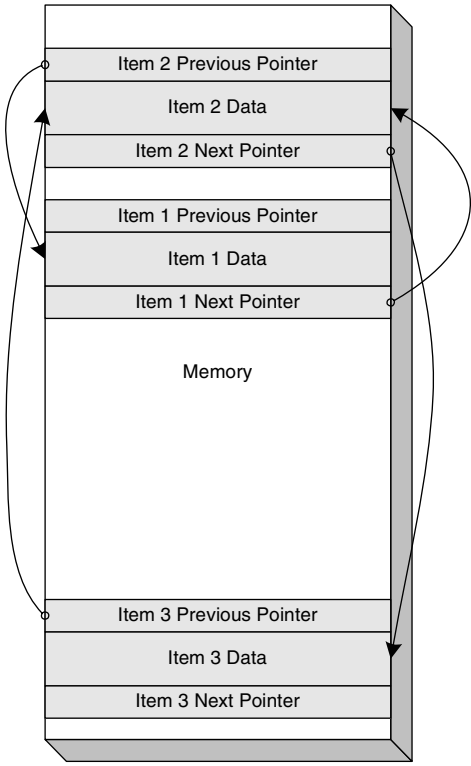 Item 2 Previous Pointer
Item 2 Data
Item 2 Next Pointer
Item 1 Previous Pointer
Item 1 Data
Item 1 Next Pointer
Memory
Item 3 Previous Pointer
Item 3 Data
Item 3 Next Pointer